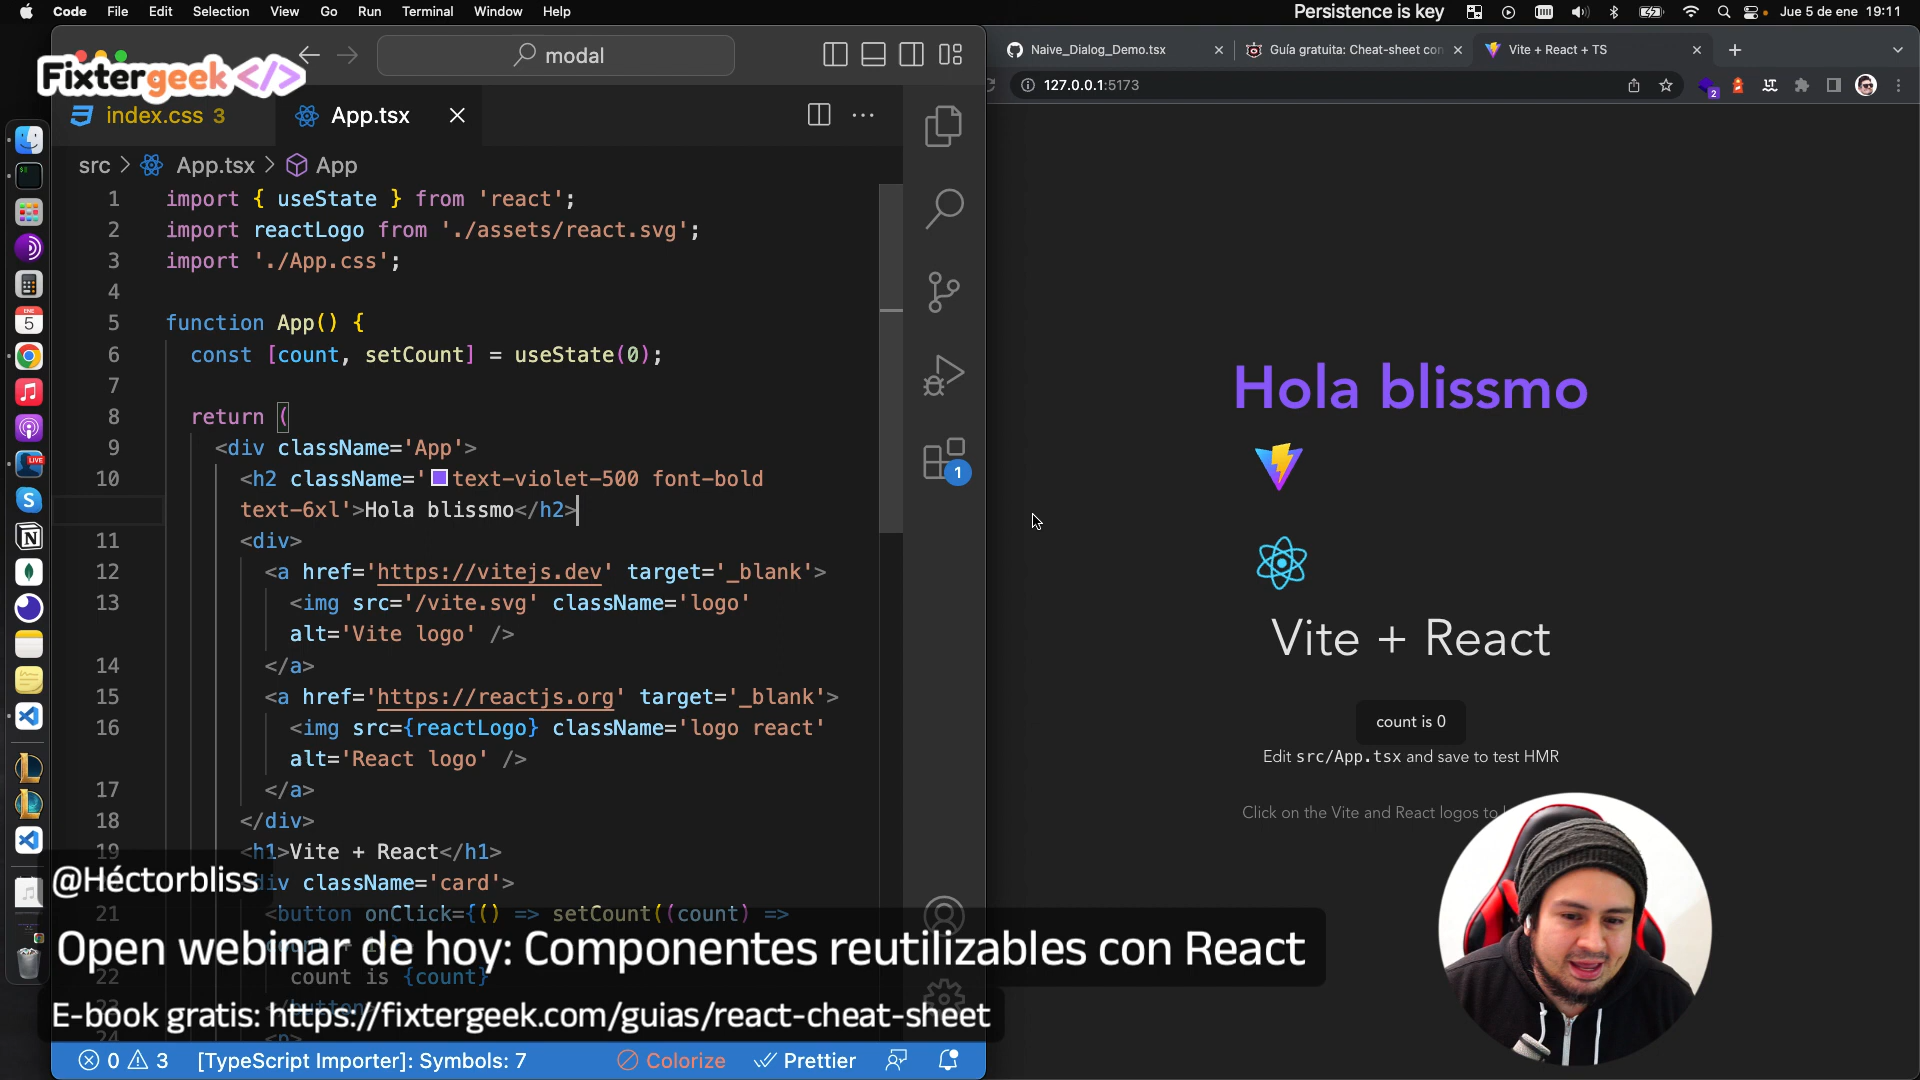 Code File Edit Selection View Go Run Terminal Window Help
Persistence is key
Jue 5 de ene 19:11
modal
Fixtergeek </>
index.css 3
App.tsx
src > App.tsx > App
1 import { useState } from 'react';
2 import reactLogo from './assets/react.svg';
3 import './App.css';
4
5 function App() {
6 const [count, setCount] = useState(0);
7
8 return (
9 <div className='App'>
10 <h2 className='text-violet-500 font-bold
text-6xl'>Hola blissmo</h2>
11 <div>
12 <a href='https://vitejs.dev' target='_blank'>
13 <img src='/vite.svg' className='logo'
alt='Vite logo' />
14 </a>
15 <a href='https://reactjs.org' target='_blank'>
16 <img src={reactLogo} className='logo react'
alt='React logo' />
17 </a>
18 </div>
19 <h1>Vite + React</h1>
div className='card'>
21 <button onClick={() => setCount((count) =>
22 count is {count}
23 </button>
24 <p>
1
@Héctorbliss
Open webinar de hoy: Componentes reutilizables con React
E-book gratis: https://fixtergeek.com/guias/react-cheat-sheet
0 3 [TypeScript Importer]: Symbols: 7 Colorize Prettier
Naive_Dialog_Demo.tsx
Guía gratuita: Cheat-sheet con
Vite + React + TS
127.0.0.1:5173
2
Hola blissmo
Vite + React
count is 0
Edit src/App.tsx and save to test HMR
Click on the Vite and React logos to
ENE
5
LIVE